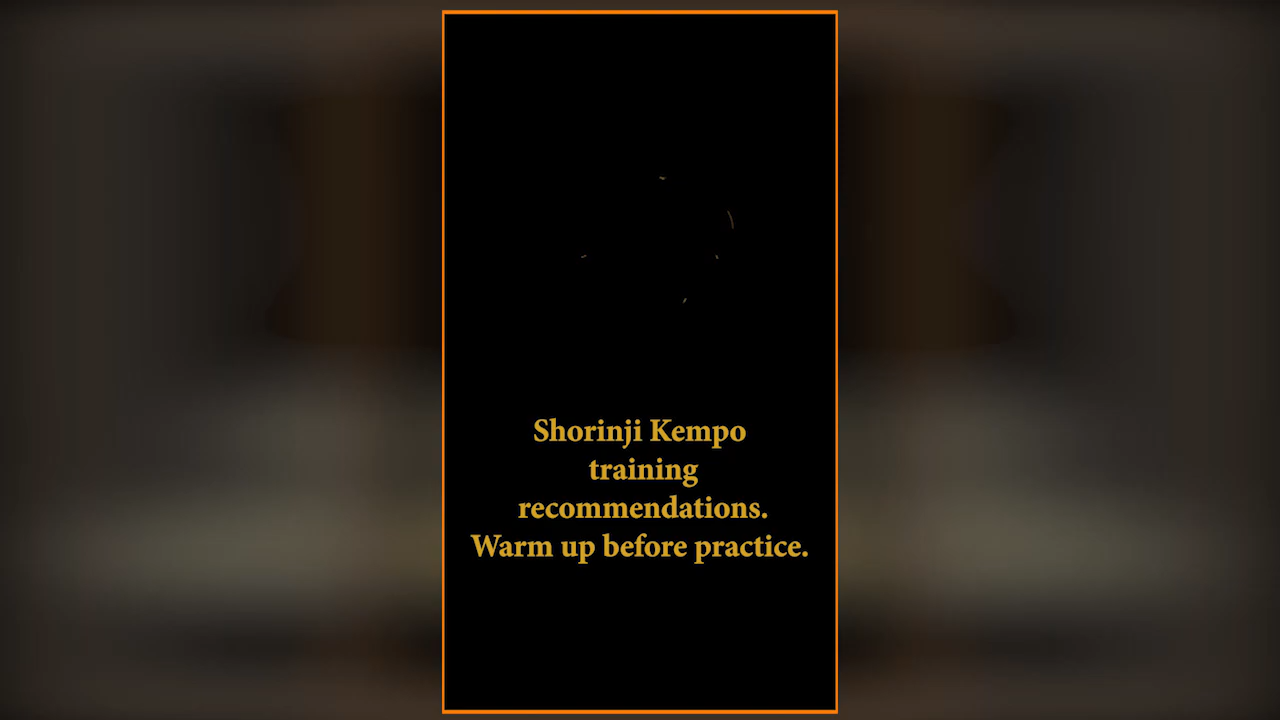 Shorinji Kempo
training
recommendations.
Warm up before practice.